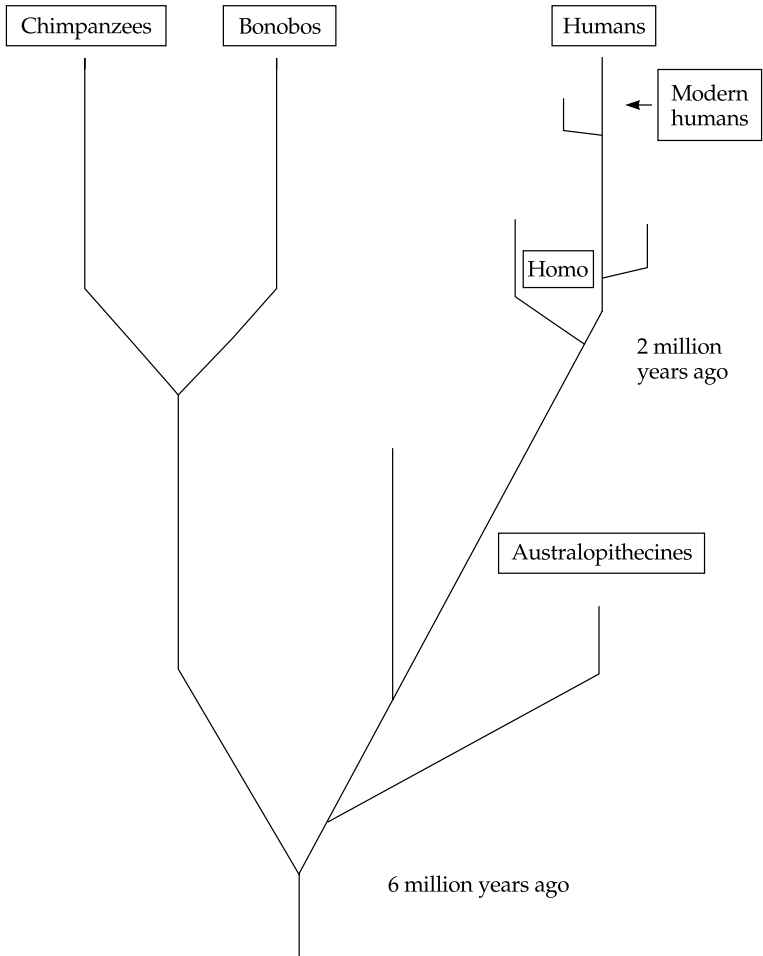 Chimpanzees
Bonobos
Humans
Modern
humans
Homo
2 million
years ago
Australopithecines
6 million years ago